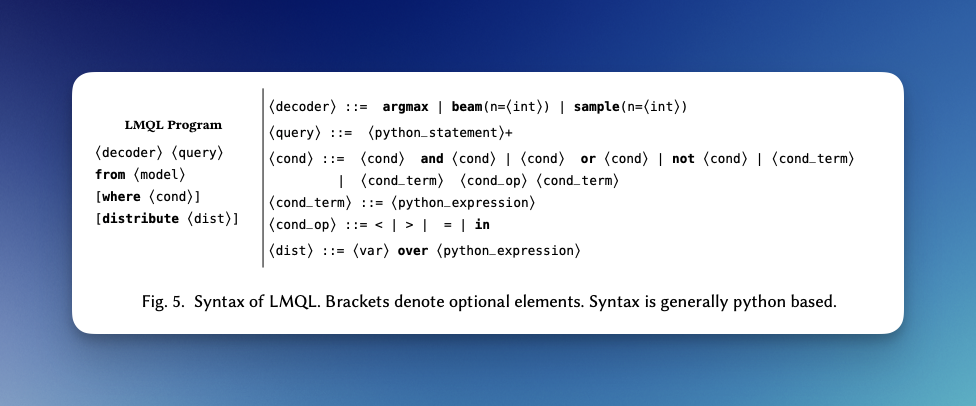 LMQL Program
⟨decoder⟩ ⟨query⟩
from ⟨model⟩
[where ⟨cond⟩]
[distribute ⟨dist⟩]
⟨decoder⟩ ::= argmax | beam(n=⟨int⟩) | sample(n=⟨int⟩)
⟨query⟩ ::= ⟨python_statement⟩+
⟨cond⟩ ::= ⟨cond⟩ and ⟨cond⟩ | ⟨cond⟩ or ⟨cond⟩ | not ⟨cond⟩ | ⟨cond_term⟩
| ⟨cond_term⟩ ⟨cond_op⟩ ⟨cond_term⟩
⟨cond_term⟩ ::= ⟨python_expression⟩
⟨cond_op⟩ ::= < | > | = | in
⟨dist⟩ ::= ⟨var⟩ over ⟨python_expression⟩
Fig. 5. Syntax of LMQL. Brackets denote optional elements. Syntax is generally python based.